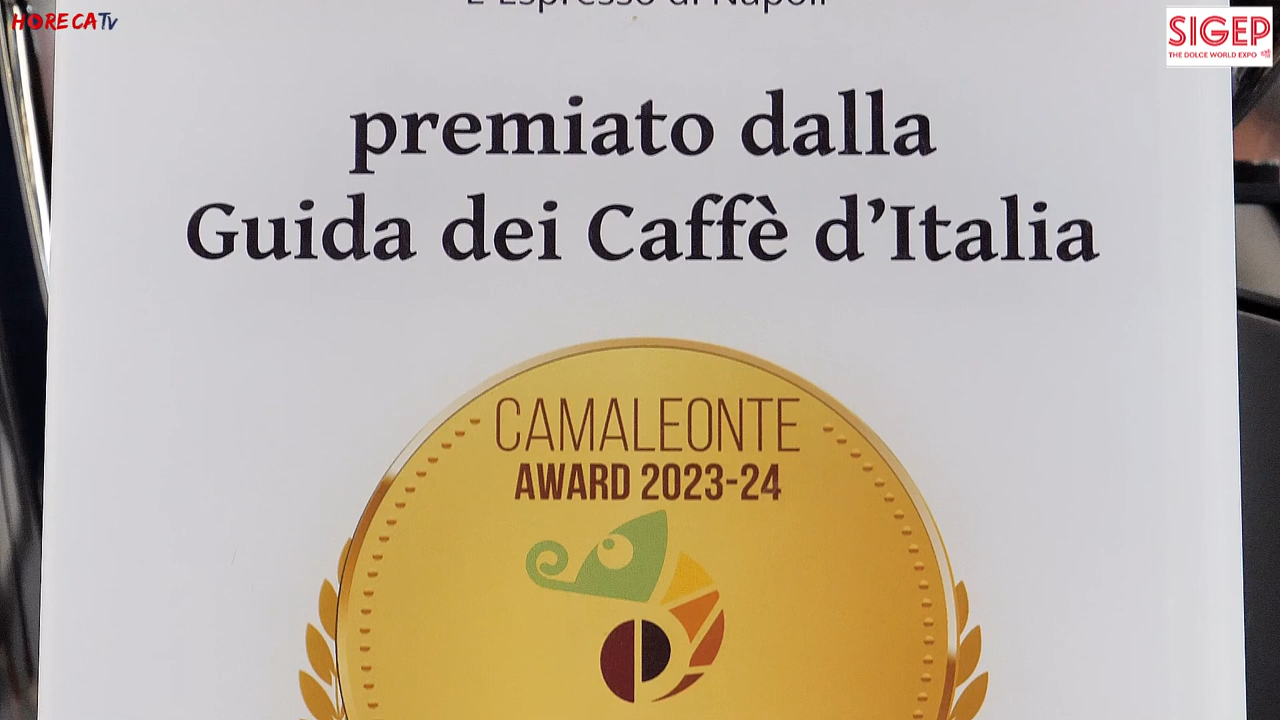 HORECATv
SIGEP
THE DOLCE WORLD EXPO
L'Espresso di Napoli
premiato dalla
Guida dei Caffè d'Italia
CAMALEONTE
AWARD 2023-24